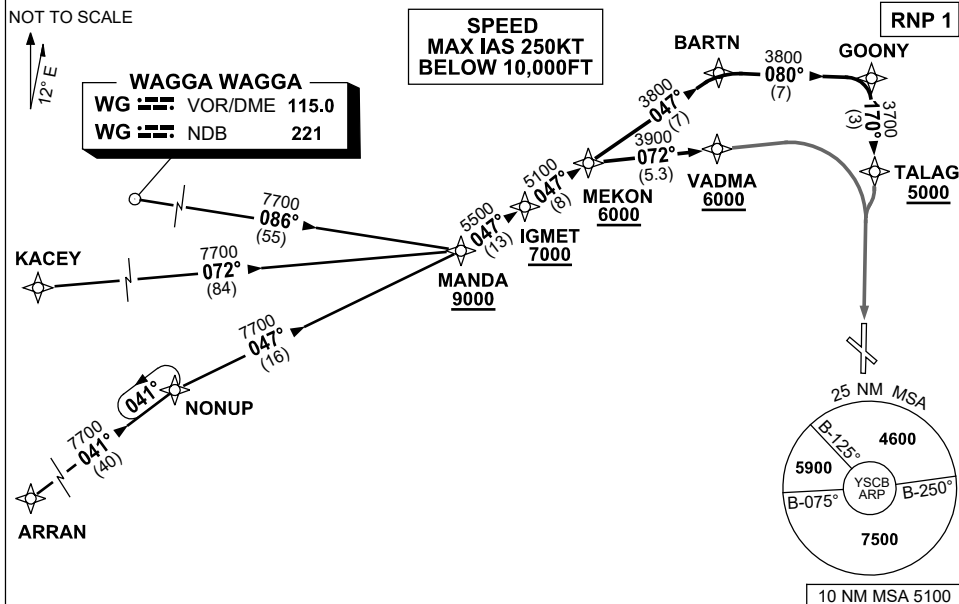 NOT TO SCALE
12° E
SPEED
MAX IAS 250KT
BELOW 10,000FT
RNP 1
WAGGA WAGGA
WG VOR/DME 115.0
WG NDB 221
BARTN
3800
080°
(7)
GOONY
3700
170°
(3)
TALAG
5000
3800
047°
(7)
3900
072°
(5.3)
VADMA
6000
MEKON
6000
5100
047°
(8)
IGMET
7000
5500
047°
(13)
MANDA
9000
7700
086°
(55)
KACEY
7700
072°
(84)
7700
047°
(16)
041°
NONUP
7700
041°
(40)
ARRAN
25 NM MSA
4600
B-125°
5900
YSCB
ARP
B-075°
B-250°
7500
10 NM MSA 5100